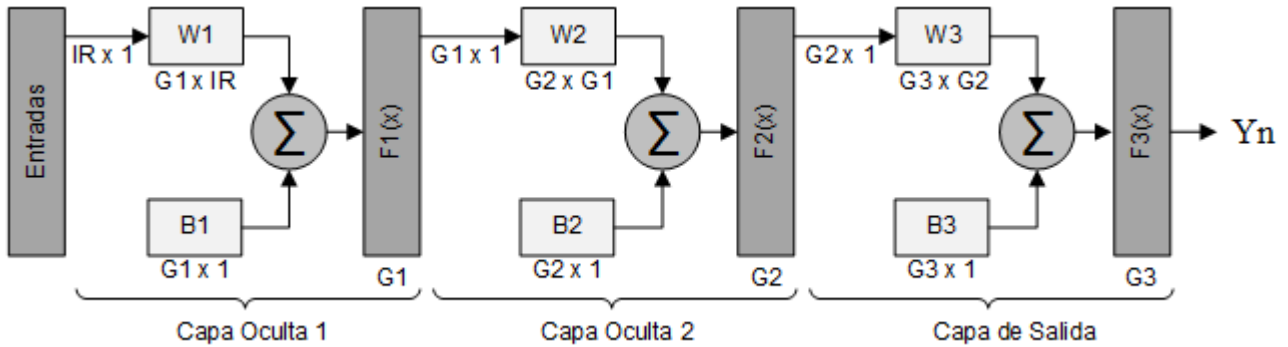 Entradas
IR x 1
W1
G1 x IR
Σ
B1
G1 x 1
F1(x)
G1
Capa Oculta 1
G1 x 1
W2
G2 x G1
Σ
B2
G2 x 1
F2(x)
G2
Capa Oculta 2
G2 x 1
W3
G3 x G2
Σ
B3
G3 x 1
F3(x)
G3
Capa de Salida
Yn